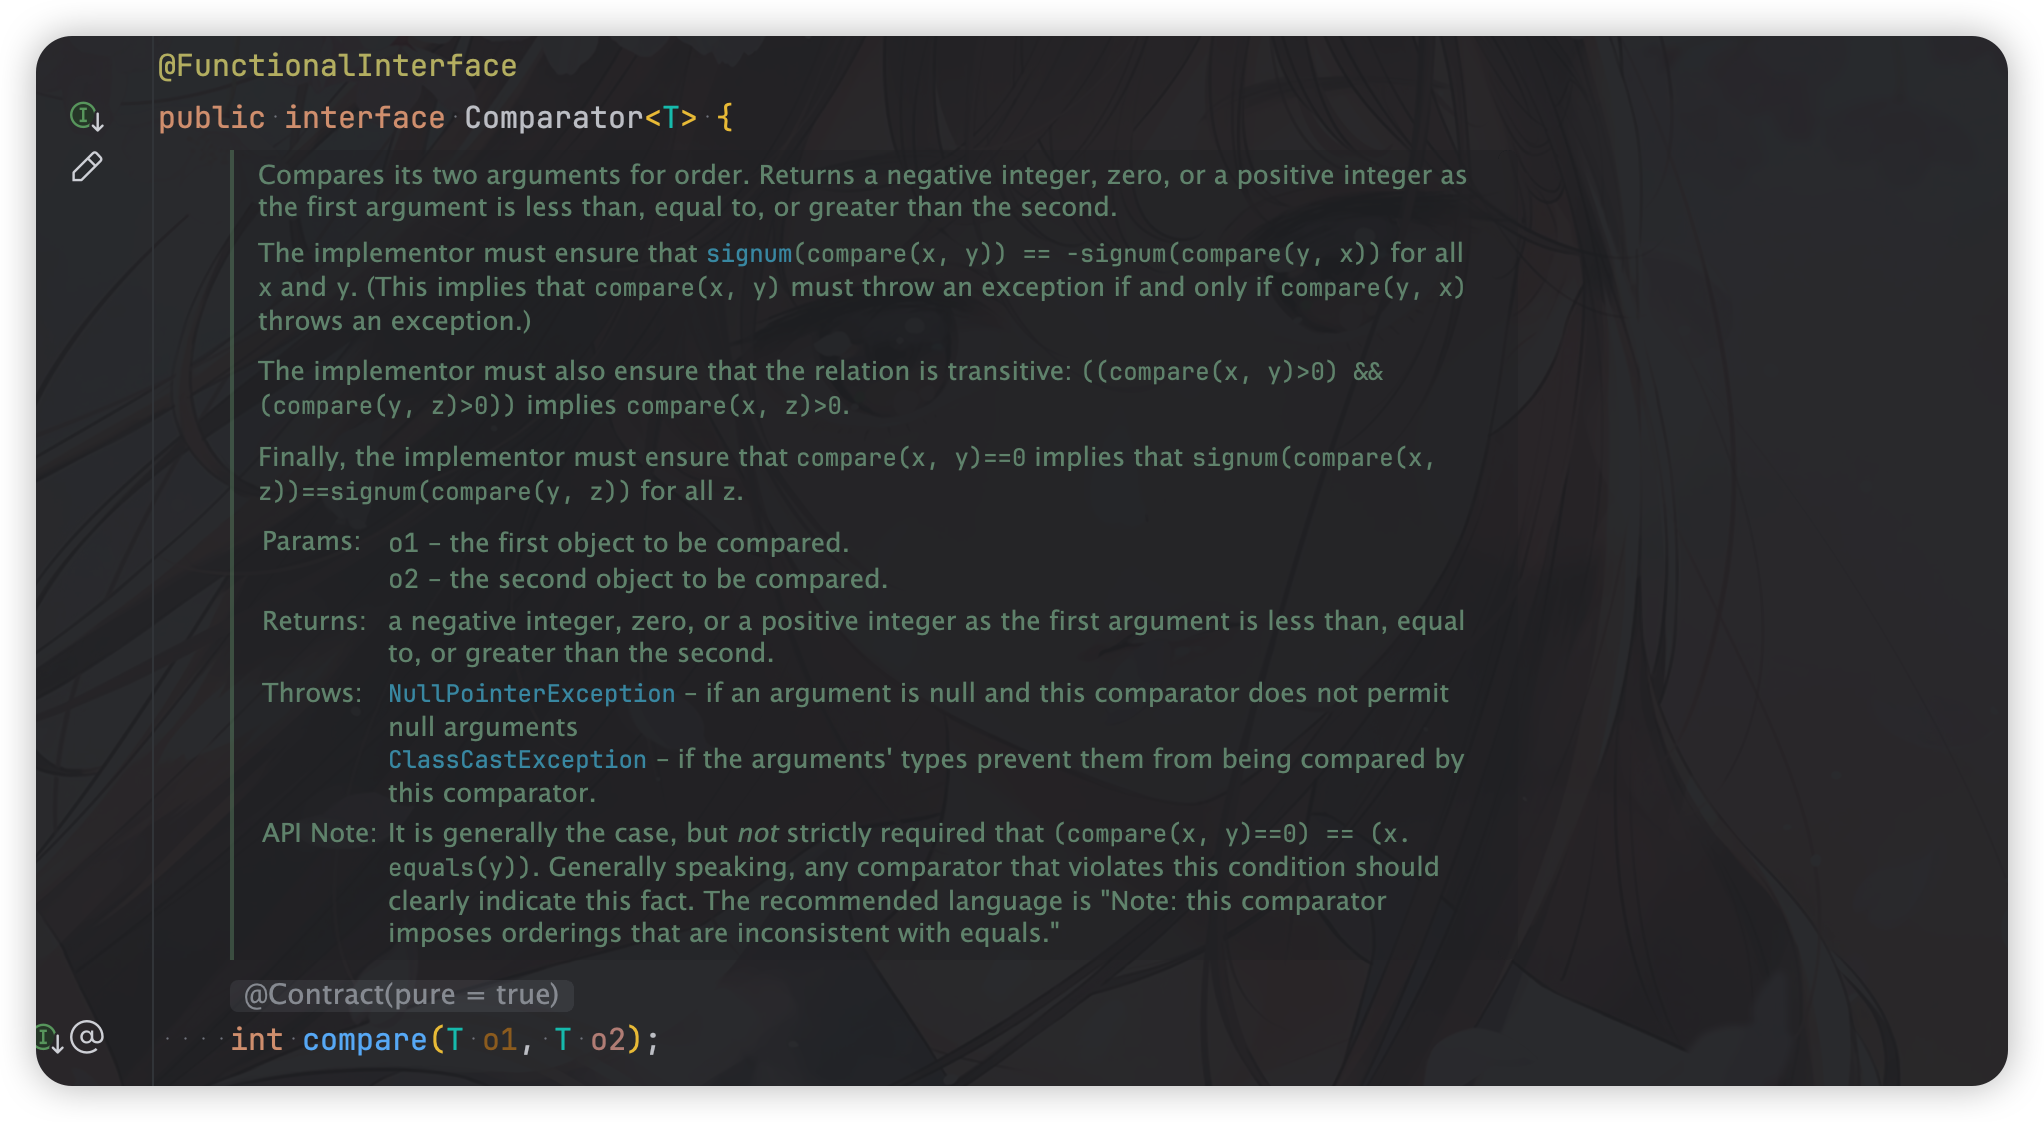 @FunctionalInterface
public interface Comparator<T> {
Compares its two arguments for order. Returns a negative integer, zero, or a positive integer as
the first argument is less than, equal to, or greater than the second.
The implementor must ensure that signum(compare(x, y)) == -signum(compare(y, x)) for all
x and y. (This implies that compare(x, y) must throw an exception if and only if compare(y, x)
throws an exception.)
The implementor must also ensure that the relation is transitive: ((compare(x, y)>0) &&
(compare(y, z)>0)) implies compare(x, z)>0.
Finally, the implementor must ensure that compare(x, y)==0 implies that signum(compare(x,
z))==signum(compare(y, z)) for all z.
Params: o1 – the first object to be compared.
o2 – the second object to be compared.
Returns: a negative integer, zero, or a positive integer as the first argument is less than, equal
to, or greater than the second.
Throws: NullPointerException – if an argument is null and this comparator does not permit
null arguments
ClassCastException – if the arguments' types prevent them from being compared by
this comparator.
API Note: It is generally the case, but not strictly required that (compare(x, y)==0) == (x.
equals(y)). Generally speaking, any comparator that violates this condition should
clearly indicate this fact. The recommended language is "Note: this comparator
imposes orderings that are inconsistent with equals."
@Contract(pure = true)
int compare(T o1, T o2);